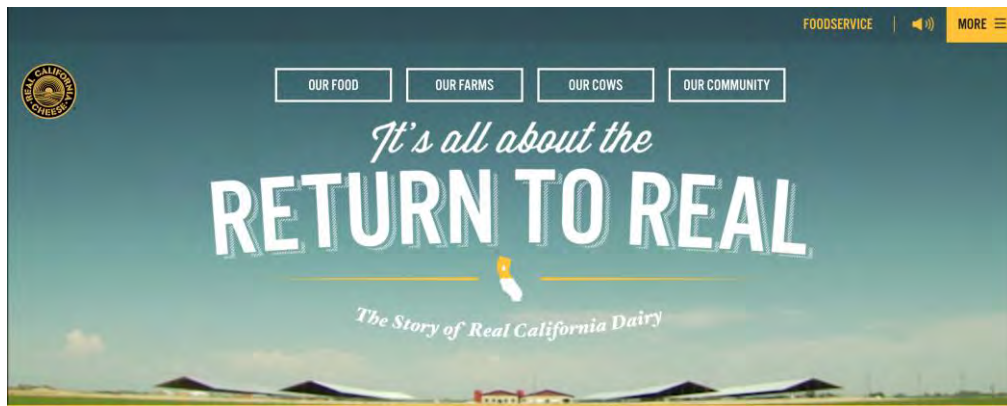 FOODSERVICE | MORE
REAL CALIFORNIA CHEESE
OUR FOOD OUR FARMS OUR COWS OUR COMMUNITY
It's all about the
RETURN TO REAL
The Story of Real California Dairy